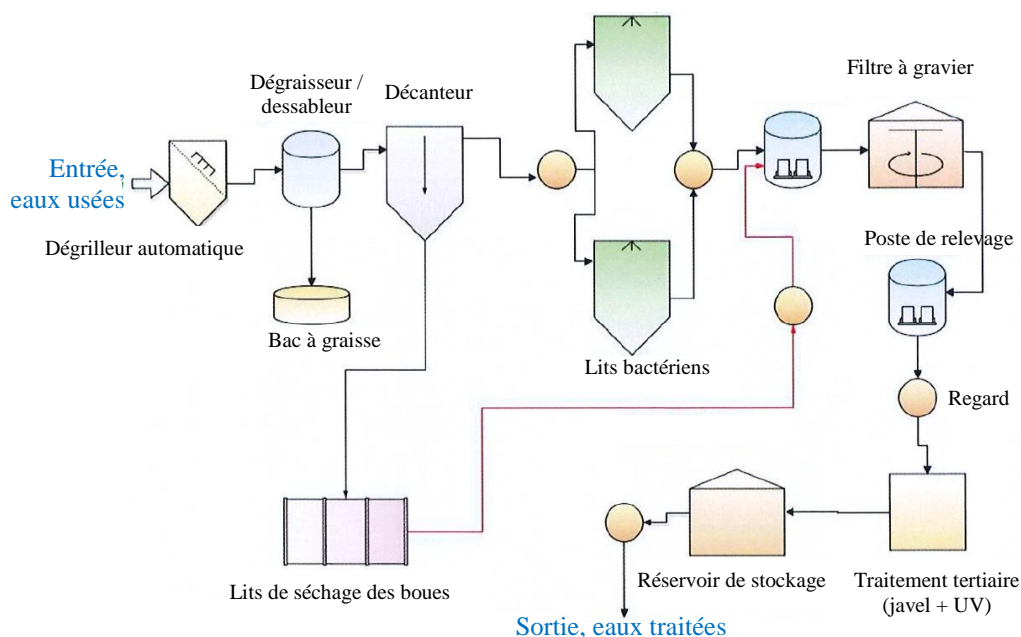 Dégraisseur /
dessableur
Décanteur
Filtre à gravier
Entrée,
eaux usées
Dégrilleur automatique
Poste de relevage
Bac à graisse
Lits bactériens
Regard
Lits de séchage des boues
Réservoir de stockage
Traitement tertiaire
(javel + UV)
Sortie, eaux traitées